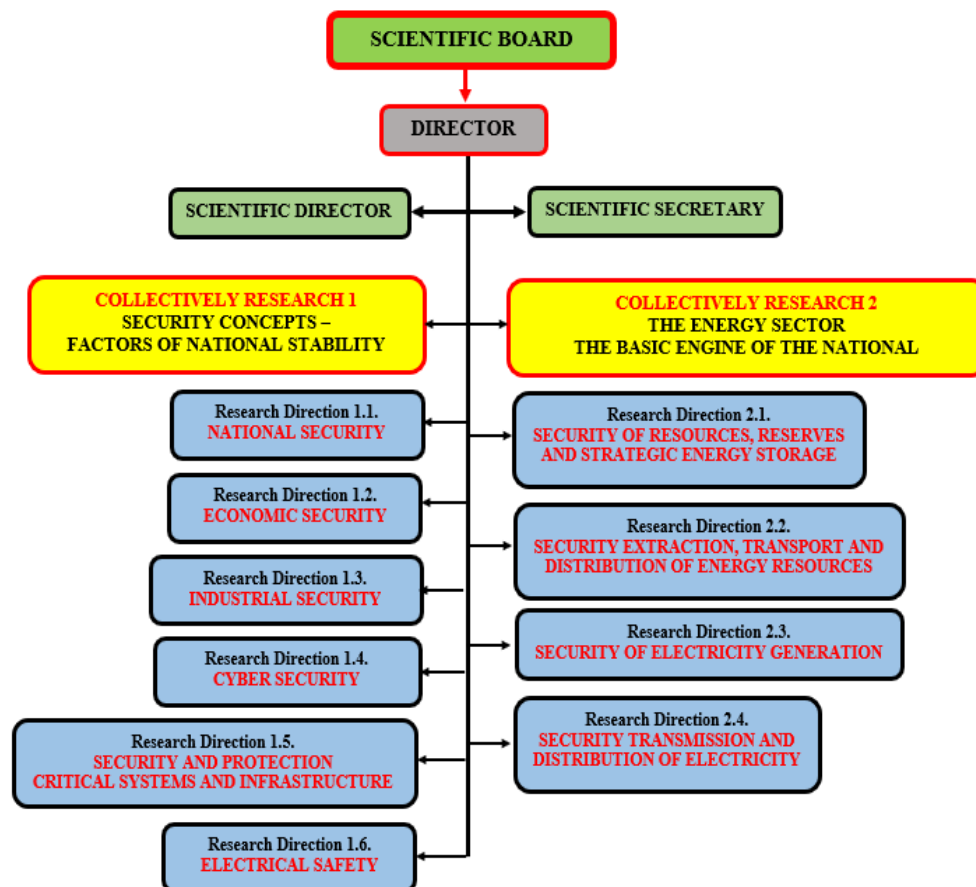 SCIENTIFIC BOARD
DIRECTOR
SCIENTIFIC DIRECTOR
SCIENTIFIC SECRETARY
COLLECTIVELY RESEARCH 1
SECURITY CONCEPTS –
FACTORS OF NATIONAL STABILITY
COLLECTIVELY RESEARCH 2
THE ENERGY SECTOR
THE BASIC ENGINE OF THE NATIONAL
Research Direction 1.1.
NATIONAL SECURITY
Research Direction 2.1.
SECURITY OF RESOURCES, RESERVES
AND STRATEGIC ENERGY STORAGE
Research Direction 1.2.
ECONOMIC SECURITY
Research Direction 2.2.
SECURITY EXTRACTION, TRANSPORT AND
DISTRIBUTION OF ENERGY RESOURCES
Research Direction 1.3.
INDUSTRIAL SECURITY
Research Direction 2.3.
SECURITY OF ELECTRICITY GENERATION
Research Direction 1.4.
CYBER SECURITY
Research Direction 2.4.
SECURITY TRANSMISSION AND
DISTRIBUTION OF ELECTRICITY
Research Direction 1.5.
SECURITY AND PROTECTION
CRITICAL SYSTEMS AND INFRASTRUCTURE
Research Direction 1.6.
ELECTRICAL SAFETY